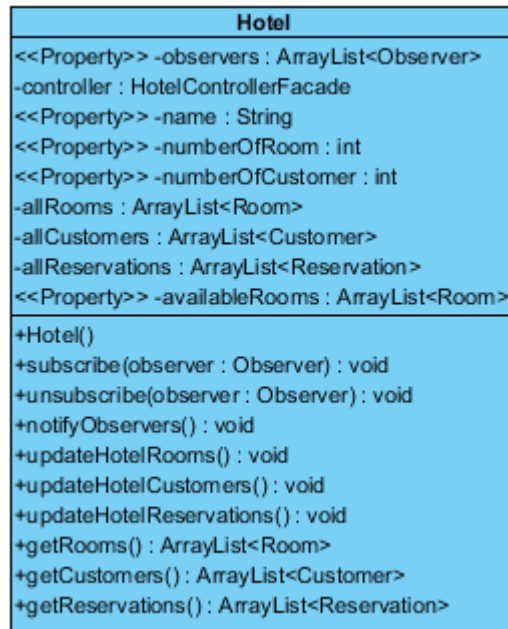 Hotel
<<Property>> -observers : ArrayList<Observer>
-controller : HotelControllerFacade
<<Property>> -name : String
<<Property>> -numberOfRoom : int
<<Property>> -numberOfCustomer : int
-allRooms : ArrayList<Room>
-allCustomers : ArrayList<Customer>
-allReservations : ArrayList<Reservation>
<<Property>> -availableRooms : ArrayList<Room>
+Hotel()
+subscribe(observer : Observer) : void
+unsubscribe(observer : Observer) : void
+notifyObservers() : void
+updateHotelRooms() : void
+updateHotelCustomers() : void
+updateHotelReservations() : void
+getRooms() : ArrayList<Room>
+getCustomers() : ArrayList<Customer>
+getReservations() : ArrayList<Reservation>